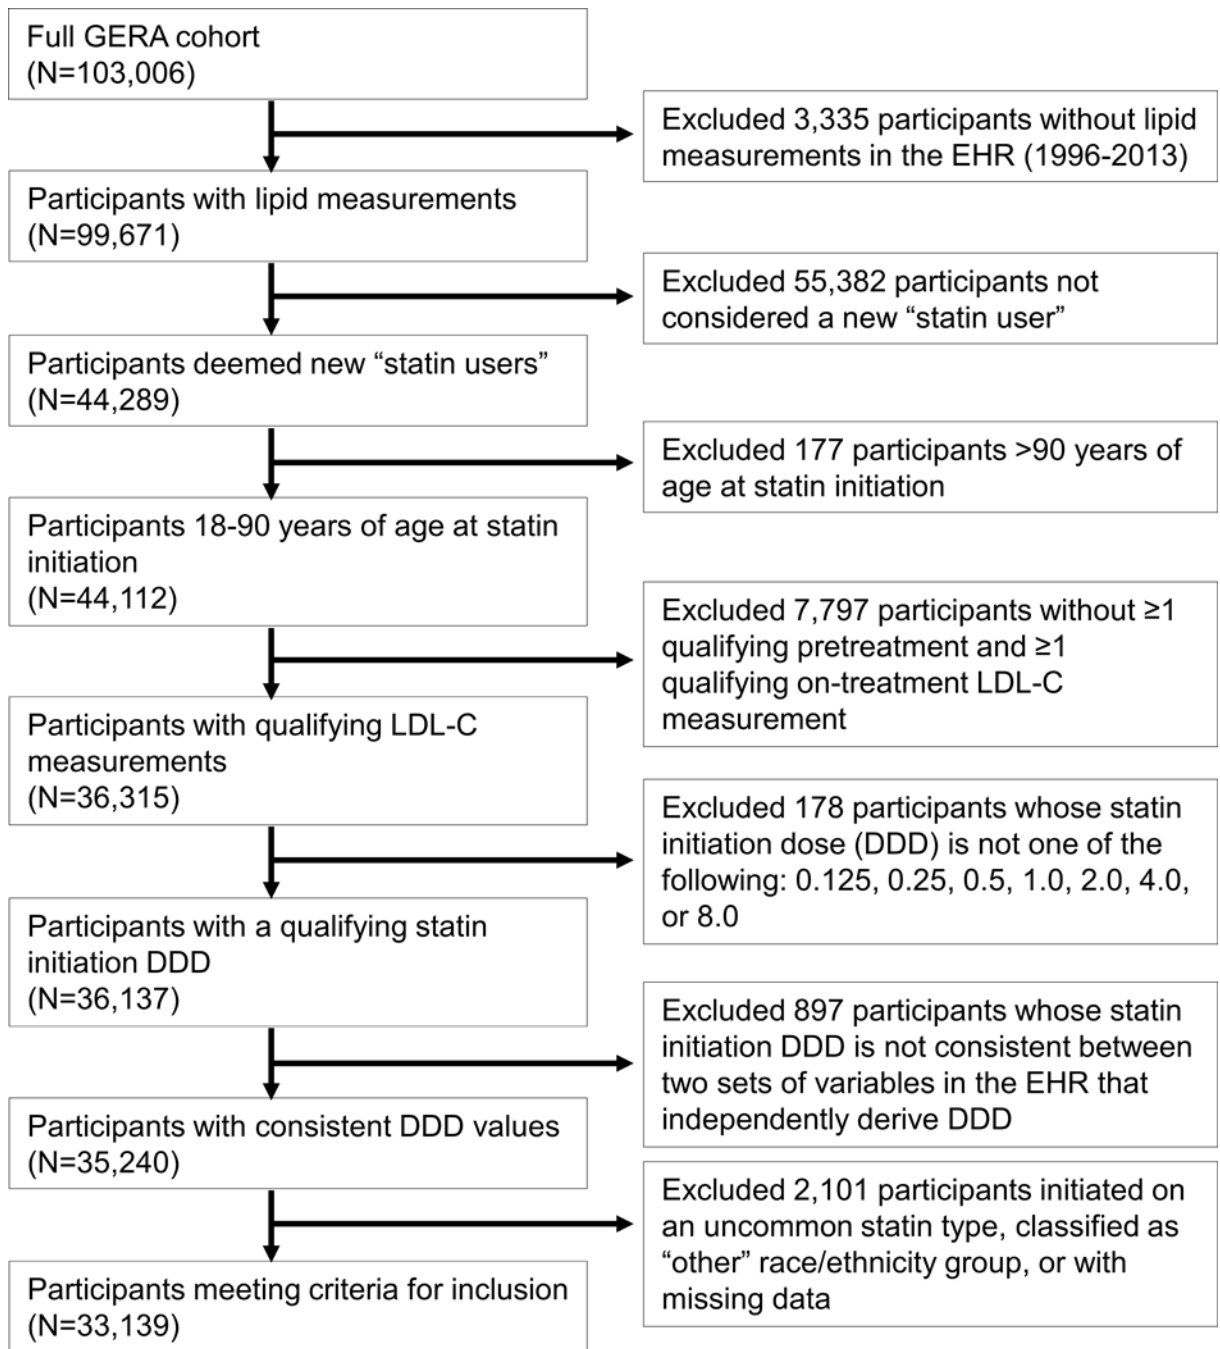 Full GERA cohort
(N=103,006)
Excluded 3,335 participants without lipid
measurements in the EHR (1996-2013)
Participants with lipid measurements
(N=99,671)
Excluded 55,382 participants not
considered a new “statin user”
Participants deemed new “statin users”
(N=44,289)
Excluded 177 participants >90 years of
age at statin initiation
Participants 18-90 years of age at statin
initiation
(N=44,112)
Excluded 7,797 participants without ≥1
qualifying pretreatment and ≥1
qualifying on-treatment LDL-C
measurement
Participants with qualifying LDL-C
measurements
(N=36,315)
Excluded 178 participants whose statin
initiation dose (DDD) is not one of the
following: 0.125, 0.25, 0.5, 1.0, 2.0, 4.0,
or 8.0
Participants with a qualifying statin
initiation DDD
(N=36,137)
Excluded 897 participants whose statin
initiation DDD is not consistent between
two sets of variables in the EHR that
independently derive DDD
Participants with consistent DDD values
(N=35,240)
Excluded 2,101 participants initiated on
an uncommon statin type, classified as
“other” race/ethnicity group, or with
missing data
Participants meeting criteria for inclusion
(N=33,139)